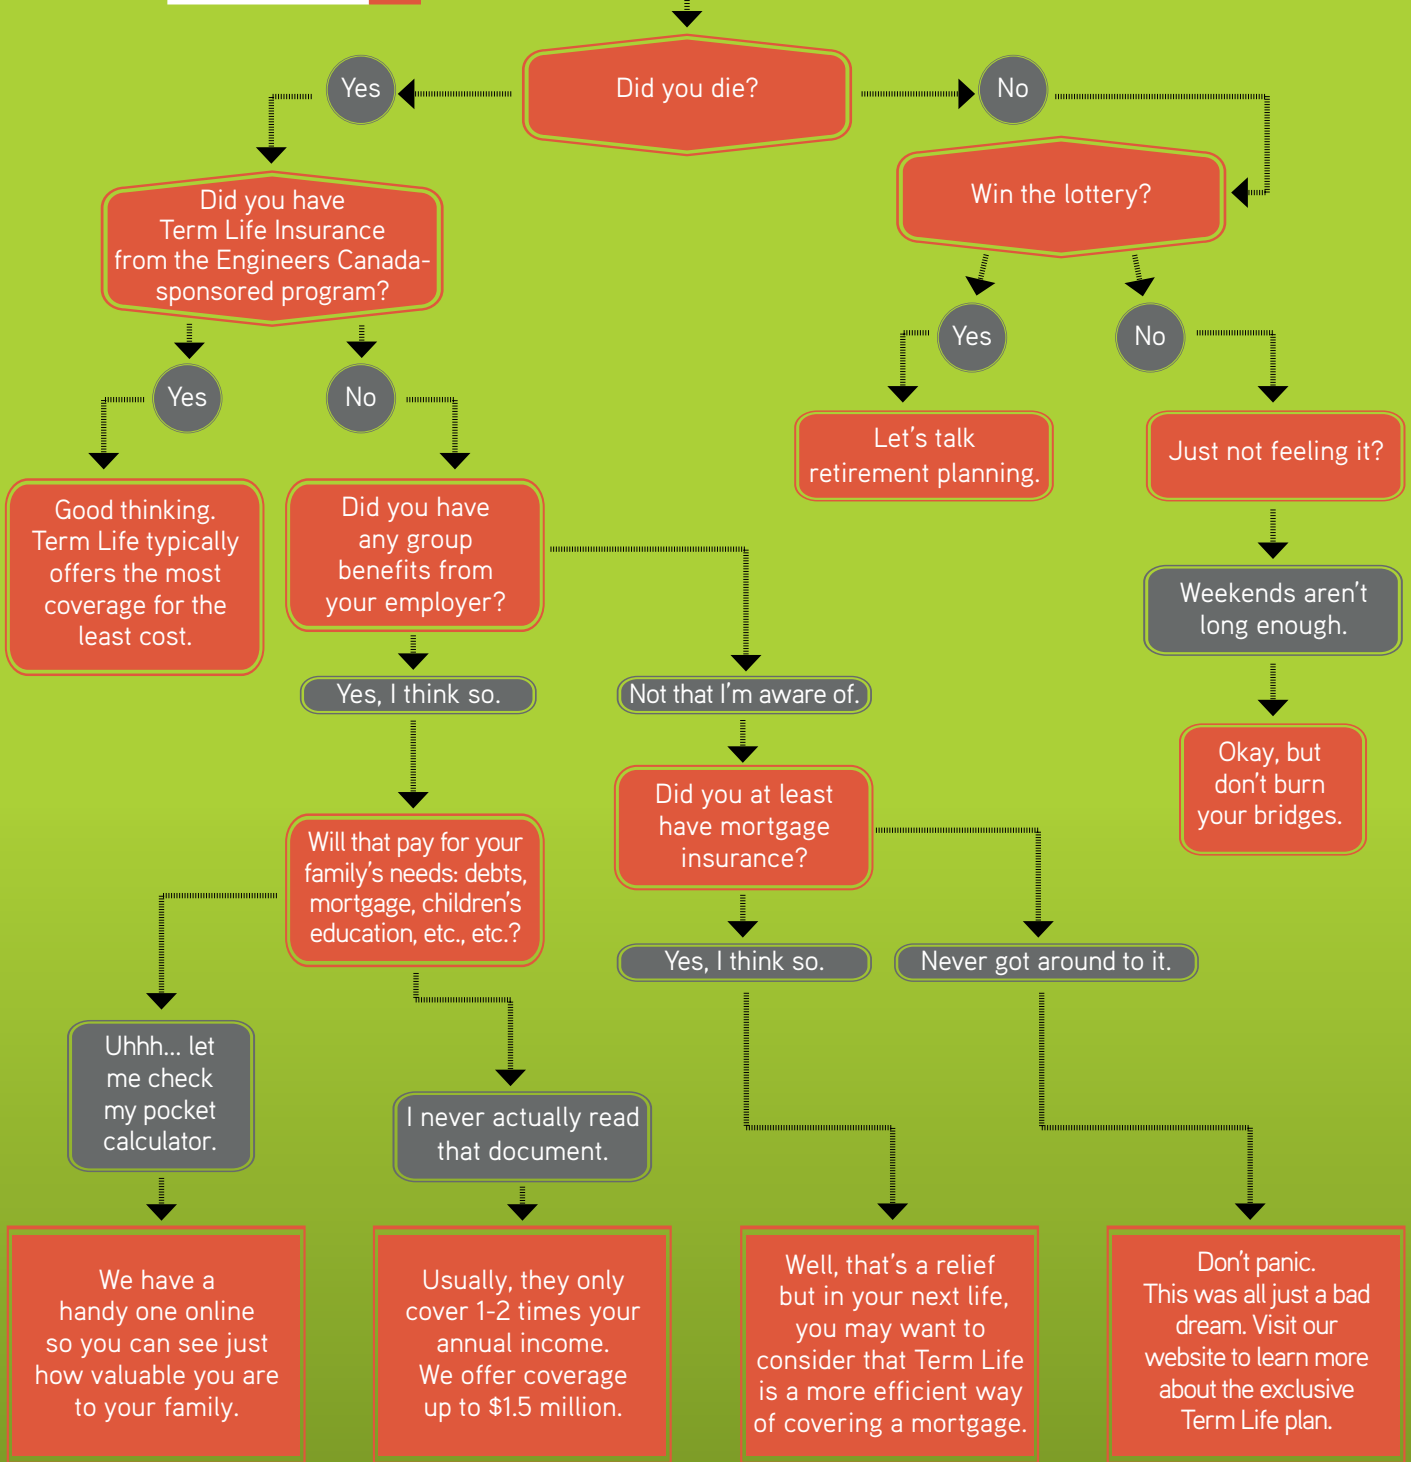 Did you die?
Yes
No
Did you have
Term Life Insurance
from the Engineers Canada-
sponsored program?
Win the lottery?
Yes
No
Yes
No
Let's talk
retirement planning.
Just not feeling it?
Good thinking.
Term Life typically
offers the most
coverage for the
least cost.
Did you have
any group
benefits from
your employer?
Weekends aren't
long enough.
Yes, I think so.
Not that I'm aware of.
Okay, but
don't burn
your bridges.
Will that pay for your
family's needs: debts,
mortgage, children's
education, etc., etc.?
Did you at least
have mortgage
insurance?
Yes, I think so.
Never got around to it.
Uhhh... let
me check
my pocket
calculator.
I never actually read
that document.
We have a
handy one online
so you can see just
how valuable you are
to your family.
Usually, they only
cover 1-2 times your
annual income.
We offer coverage
up to $1.5 million.
Well, that's a relief
but in your next life,
you may want to
consider that Term Life
is a more efficient way
of covering a mortgage.
Don't panic.
This was all just a bad
dream. Visit our
website to learn more
about the exclusive
Term Life plan.